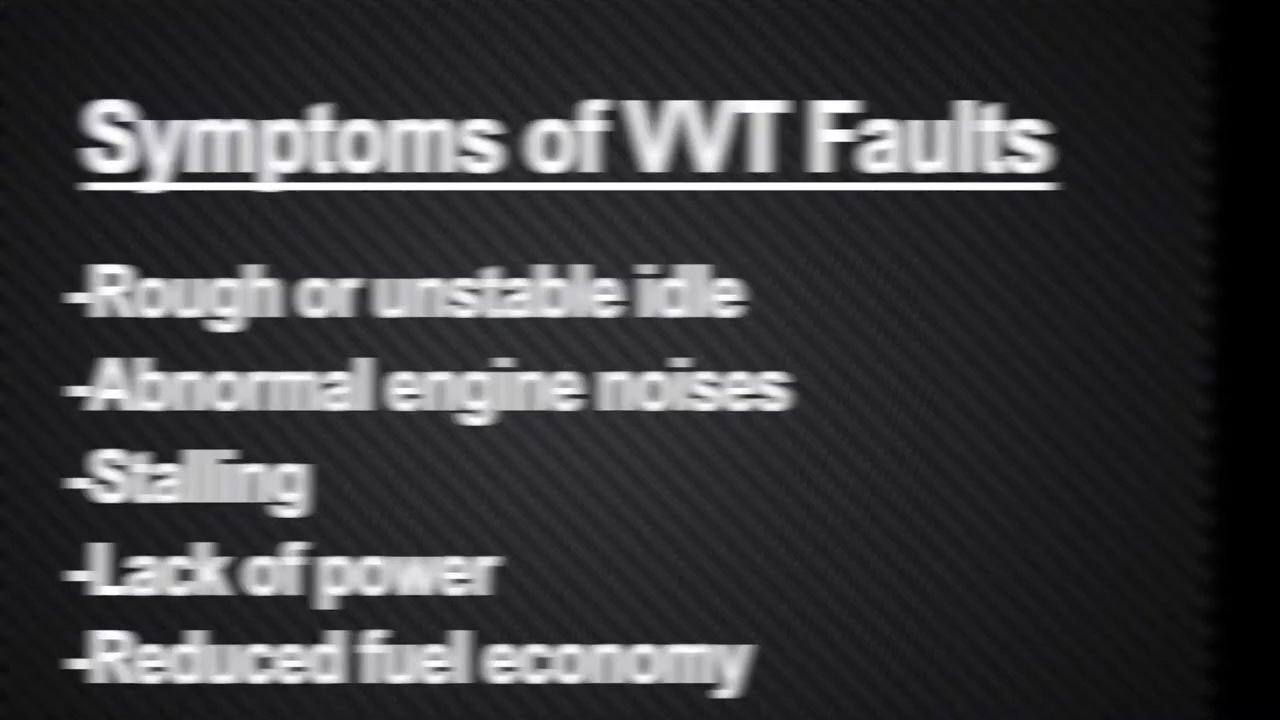 Symptoms of VVT Faults
-Rough or unstable idle
-Abnormal engine noises
-Stalling
-Lack of power
-Reduced fuel economy